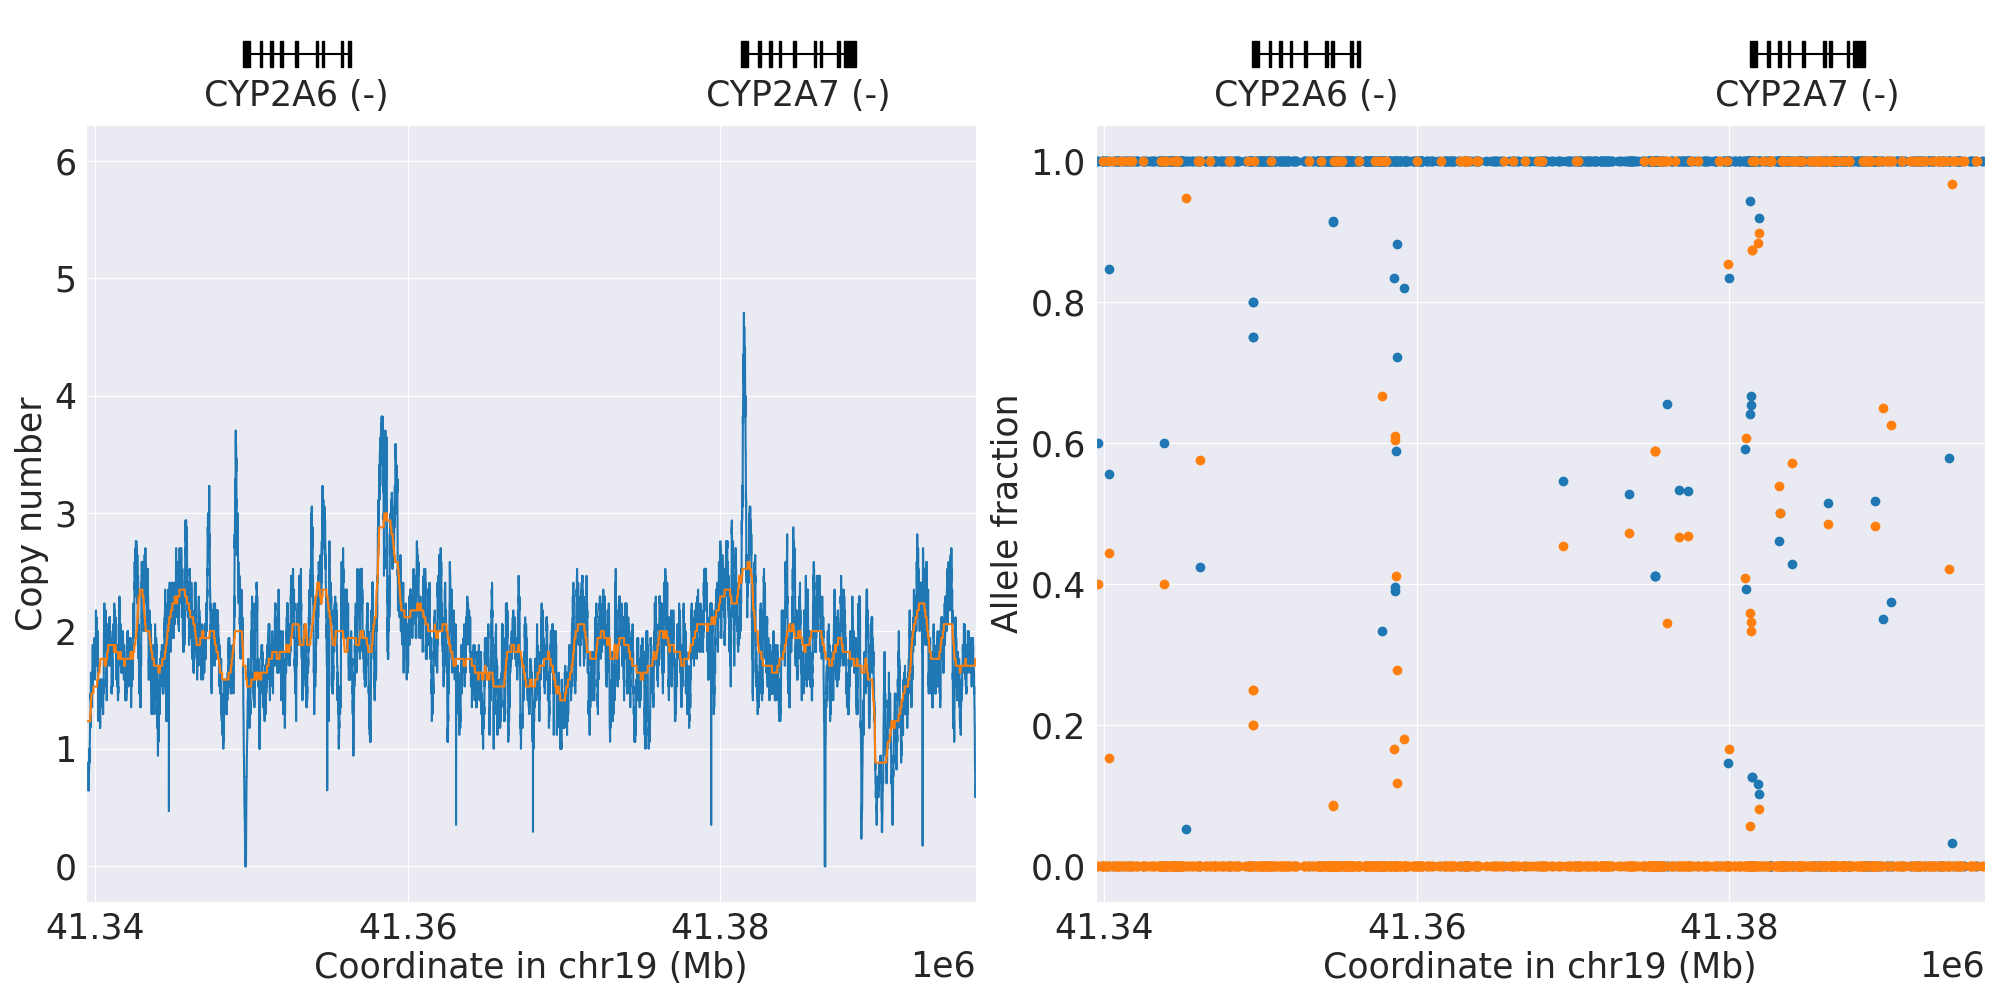 CYP2A6 (-)
CYP2A7 (-)
6
5
4
3
2
1
0
Copy number
41.34
41.36
41.38
Coordinate in chr19 (Mb)
1e6
CYP2A6 (-)
CYP2A7 (-)
1.0
0.8
0.6
0.4
0.2
0.0
Allele fraction
41.34
41.36
41.38
Coordinate in chr19 (Mb)
1e6